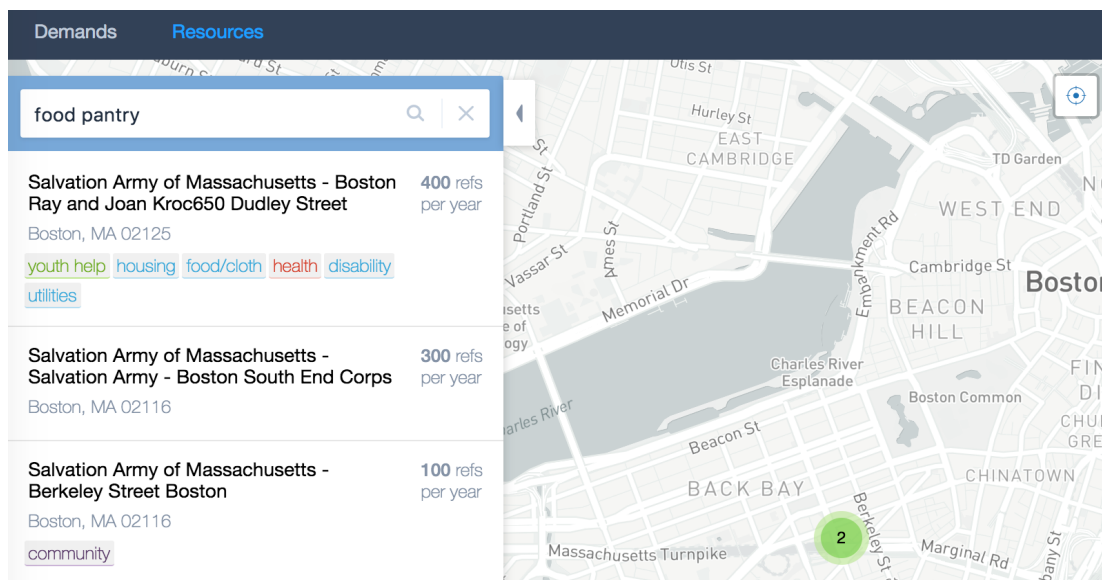 Demands Resources
food pantry
Salvation Army of Massachusetts - Boston
Ray and Joan Kroc650 Dudley Street
400 refs
per year
Boston, MA 02125
youth help housing food/cloth health disability
utilities
Salvation Army of Massachusetts -
Salvation Army - Boston South End Corps
300 refs
per year
Boston, MA 02116
Salvation Army of Massachusetts -
Berkeley Street Boston
100 refs
per year
Boston, MA 02116
community
Otis St
Hurley St
EAST
CAMBRIDGE
TD Garden
WEST END
Portland St
Ames St
Vassar St
Memorial Dr
Embankment Rd
Cambridge St
Boston
BEACON
HILL
Charles River
Esplanade
Boston Common
Beacon St
BACK BAY
CHINATOWN
Berkeley St
2
Massachusetts Turnpike
Marginal Rd